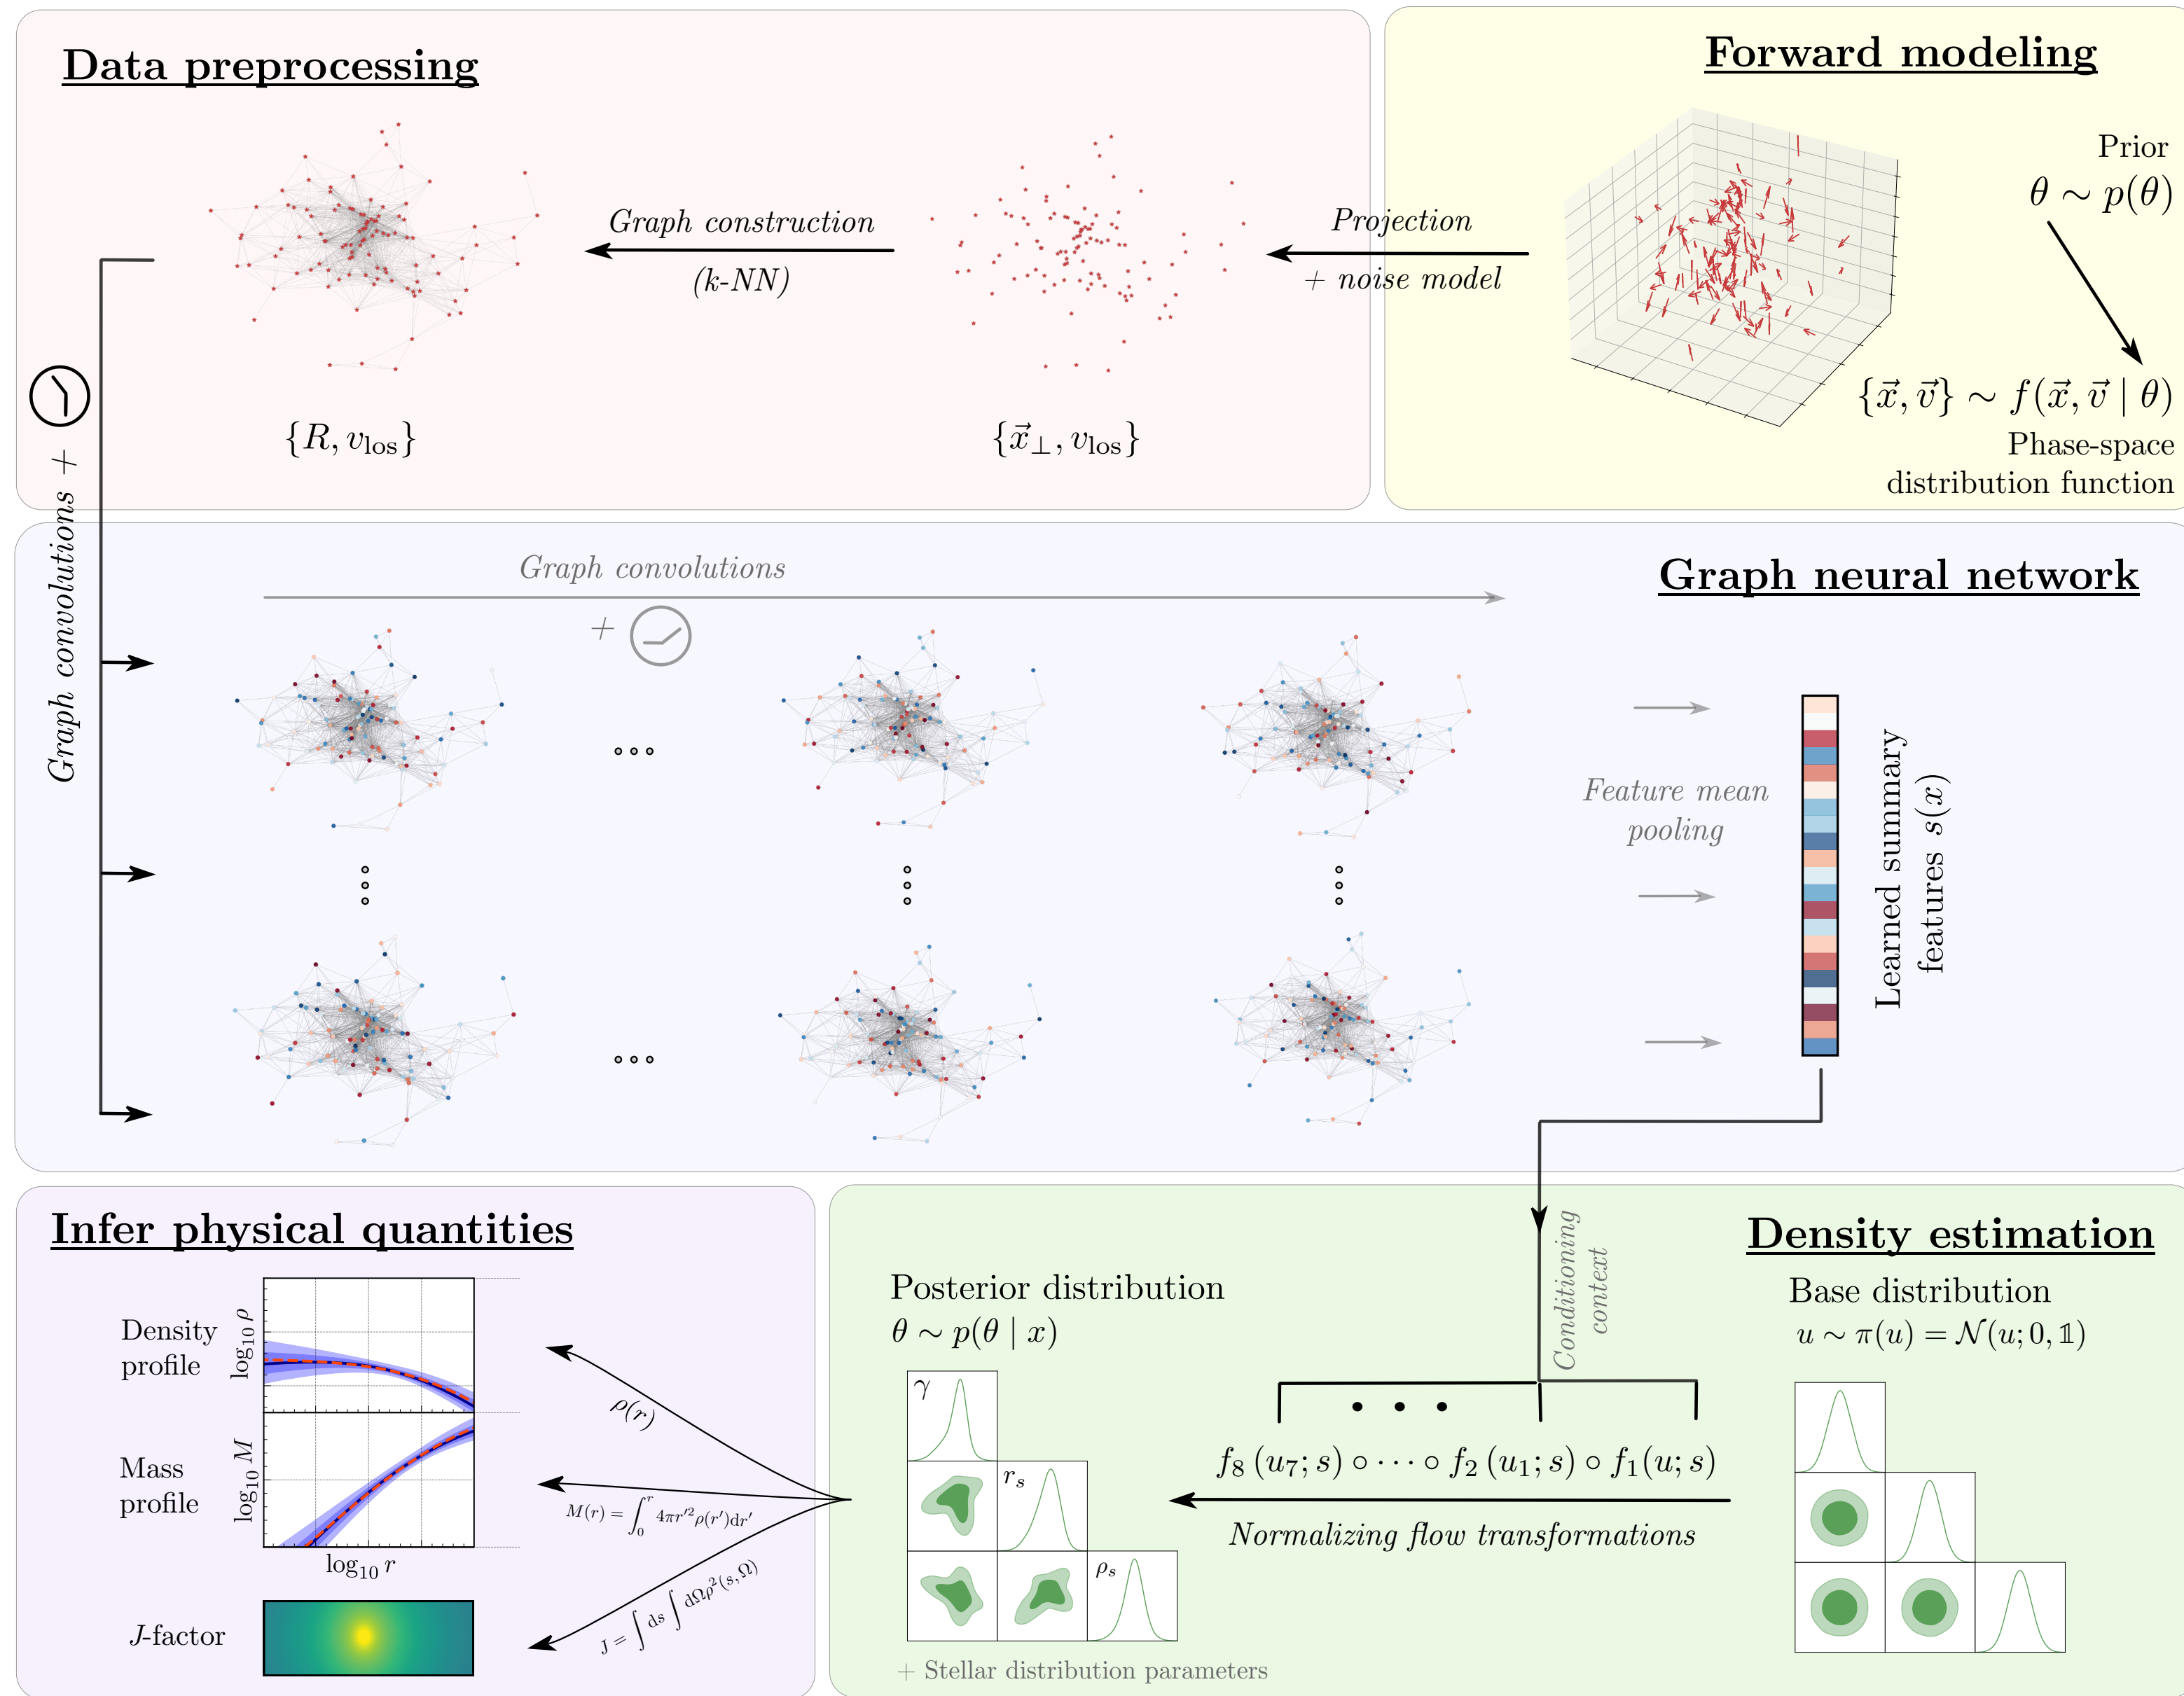 Data preprocessing
Graph construction
(k-NN)
{R, v_los}
{x⃗_⊥, v_los}
Projection
+ noise model
Forward modeling
Prior
θ ∼ p(θ)
{x⃗, v⃗} ∼ f(x⃗, v⃗ | θ)
Phase-space
distribution function
Graph convolutions +
Graph neural network
Graph convolutions
+
Feature mean
pooling
Learned summary
features s(x)
Infer physical quantities
Density
profile
log₁₀ ρ
Mass
profile
log₁₀ M
log₁₀ r
J-factor
ρ(r)
M(r) = ∫₀^r 4πr′²ρ(r′)dr′
J = ∫ ds ∫ dΩρ²(s, Ω)
Density estimation
Conditioning
context
Posterior distribution
θ ∼ p(θ | x)
γ
r_s
ρ_s
+ Stellar distribution parameters
f₈ (u₇; s) ∘ ⋯ ∘ f₂ (u₁; s) ∘ f₁(u; s)
Normalizing flow transformations
Base distribution
u ∼ π(u) = 𝒩(u; 0, 𝟙)